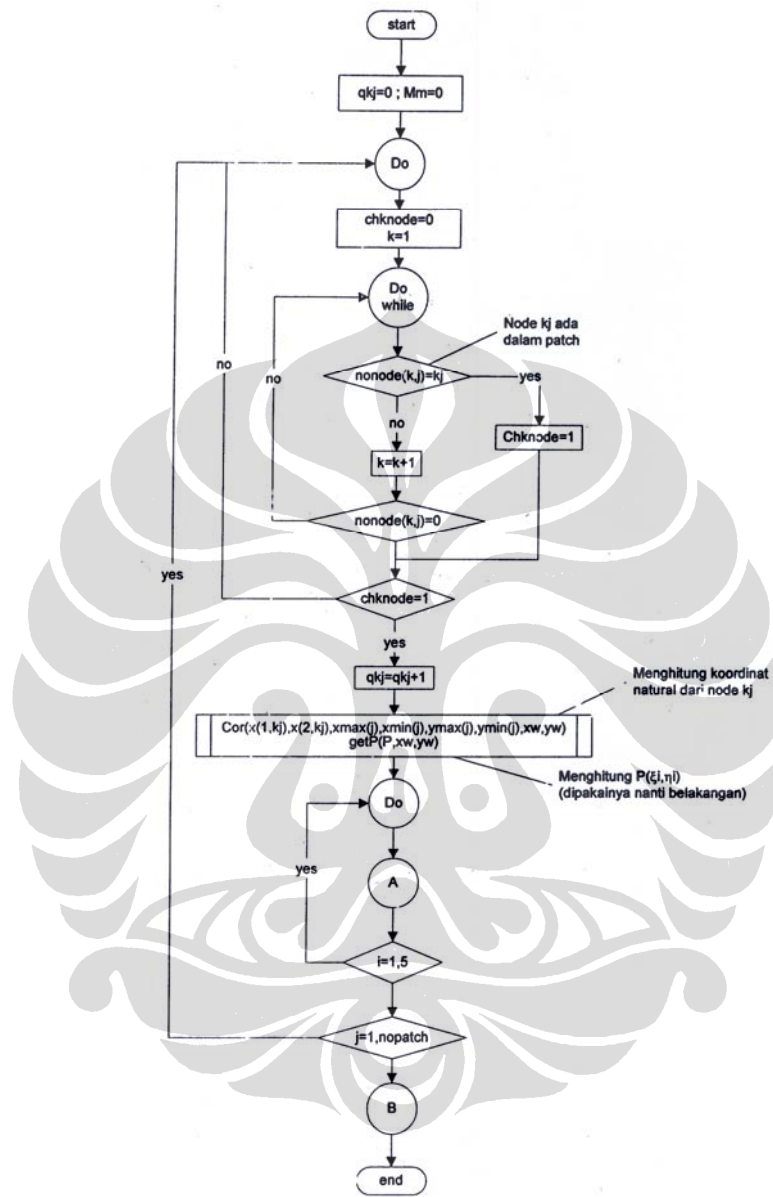 start
qkj=0 ; Mm=0
Do
chknode=0
k=1
Do
while
Node kj ada
dalam patch
no
no
nonode(k,j)=kj
yes
no
Chknode=1
k=k+1
nonode(k,j)=0
yes
chknode=1
yes
qkj=qkj+1
Menghitung koordinat
natural dari node kj
Cor(x(1,kj),x(2,kj),xmax(j),xmin(j),ymax(j),ymin(j),xw,yw)
getP(P,xw,yw)
Menghitung P(ξi,ηi)
(dipakainya nanti belakangan)
Do
yes
A
i=1,5
j=1,nopatch
B
end